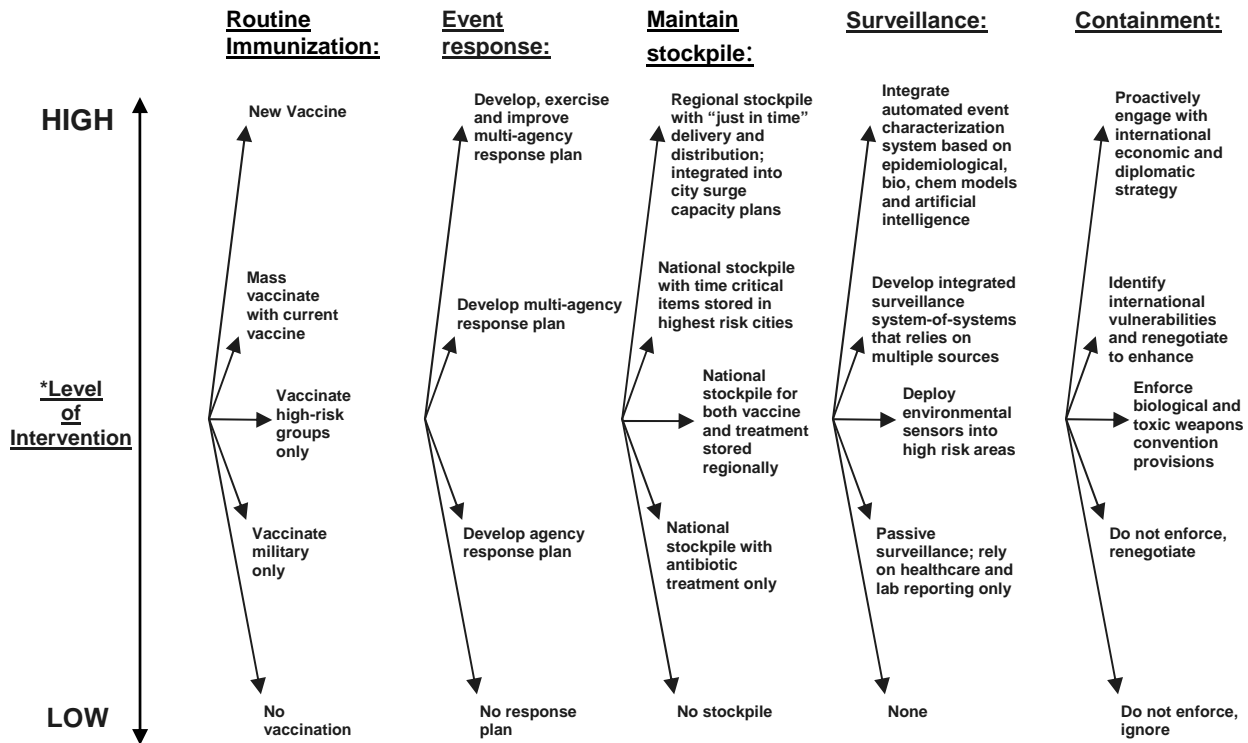 Routine
Immunization:
Event
response:
Maintain
stockpile:
Surveillance:
Containment:
HIGH
*Level
of
Intervention
LOW
New Vaccine
Mass
vaccinate
with current
vaccine
Vaccinate
high-risk
groups
only
Vaccinate
military
only
No
vaccination
Develop, exercise
and improve
multi-agency
response plan
Develop multi-agency
response plan
Develop agency
response plan
No response
plan
Regional stockpile
with “just in time”
delivery and
distribution;
integrated into
city surge
capacity plans
National stockpile
with time critical
items stored in
highest risk cities
National
stockpile for
both vaccine
and treatment
stored
regionally
National
stockpile with
antibiotic
treatment only
No stockpile
Integrate
automated event
characterization
system based on
epidemiological,
bio, chem models
and artificial
intelligence
Develop integrated
surveillance
system-of-systems
that relies on
multiple sources
Deploy
environmental
sensors into
high risk areas
Passive
surveillance; rely
on healthcare and
lab reporting only
None
Proactively
engage with
international
economic and
diplomatic
strategy
Identify
international
vulnerabilities
and renegotiate
to enhance
Enforce
biological and
toxic weapons
convention
provisions
Do not enforce,
renegotiate
Do not enforce,
ignore